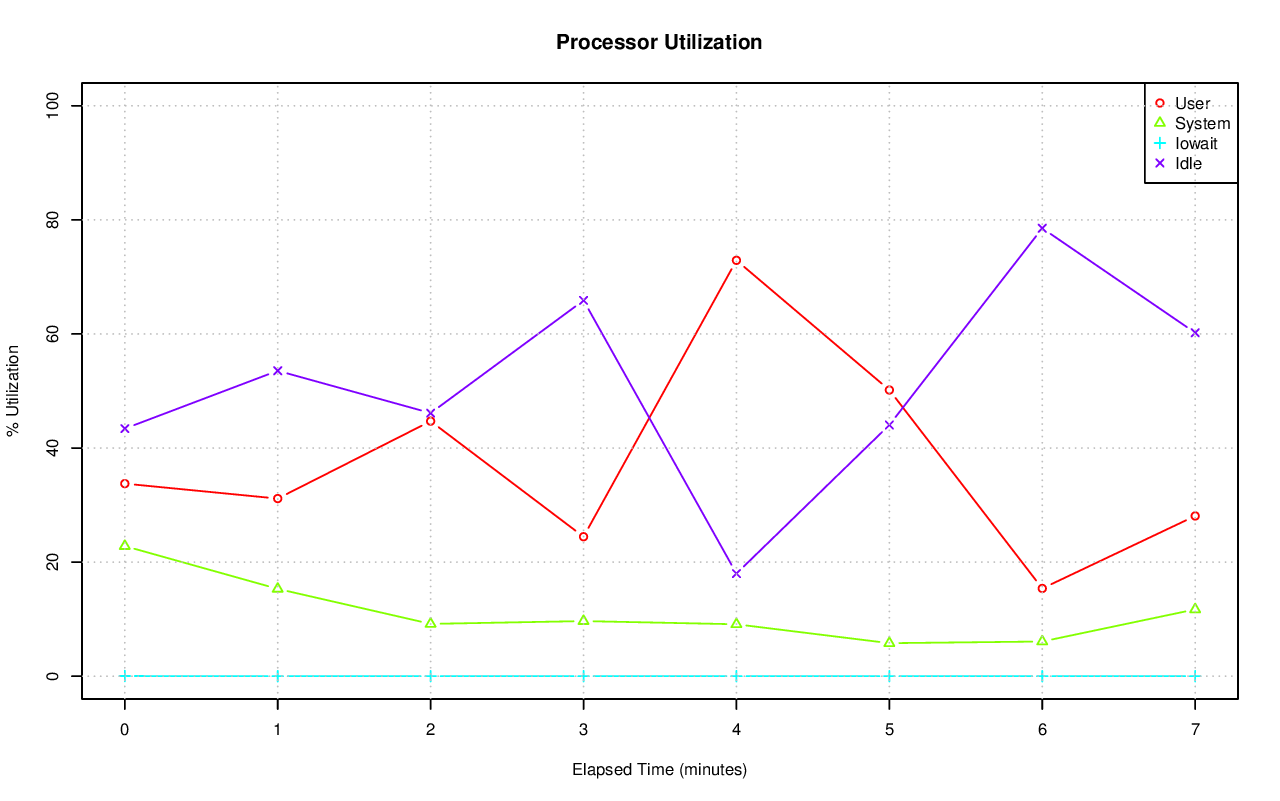 Processor Utilization
User
System
Iowait
Idle
100
80
60
40
20
0
% Utilization
0 1 2 3 4 5 6 7
Elapsed Time (minutes)